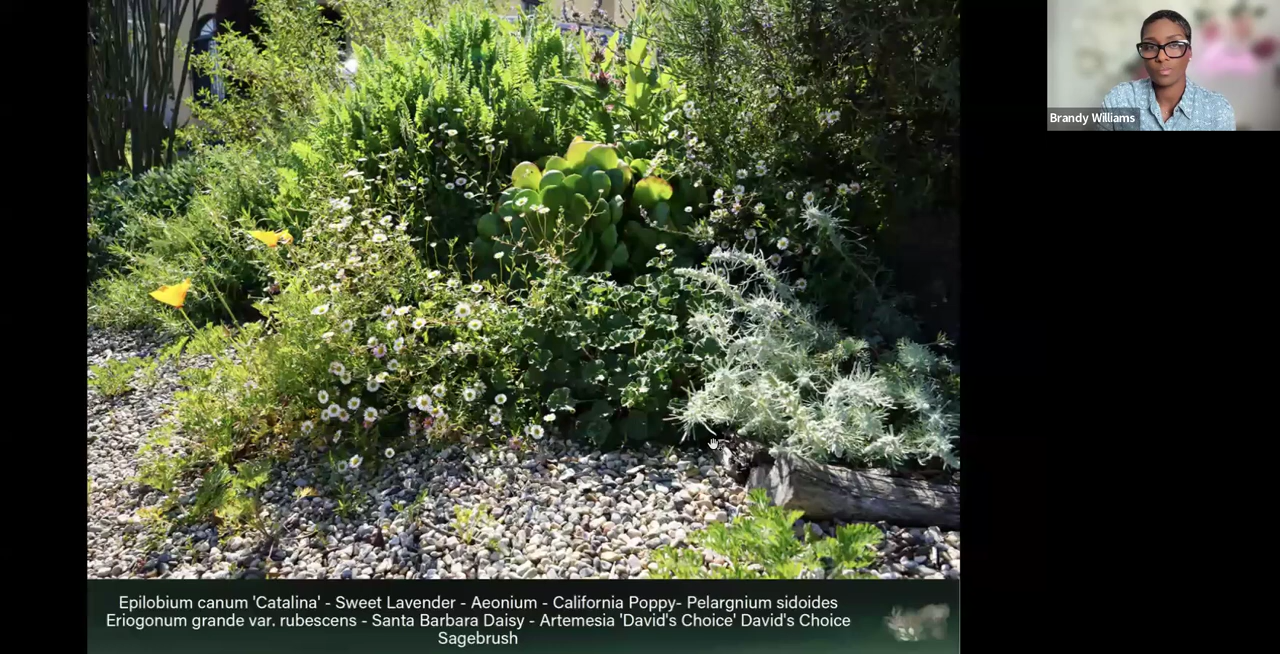 Brandy Williams
Epilobium canum 'Catalina' - Sweet Lavender - Aeonium - California Poppy- Pelargnium sidoides
Eriogonum grande var. rubescens - Santa Barbara Daisy - Artemesia 'David's Choice' David's Choice
Sagebrush